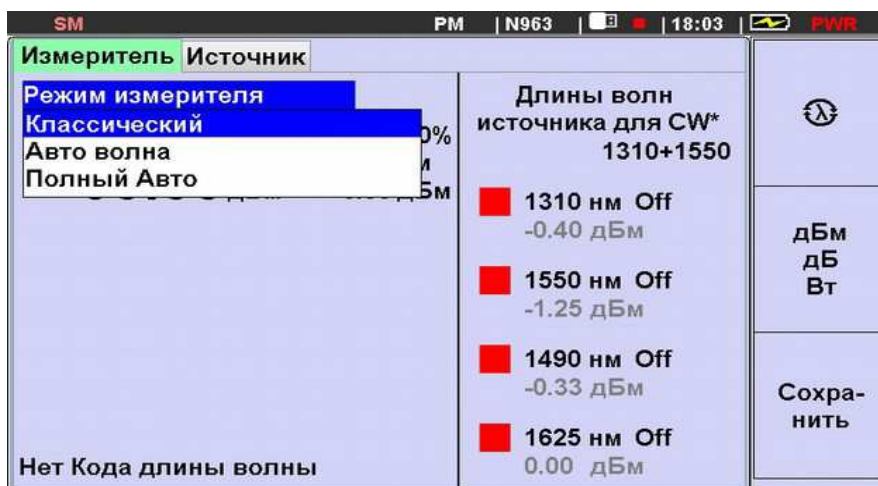 SM PM | N963 | B | 18:03 | PWR
Измеритель Источник
Режим измерителя
Классический
Авто волна
Полный Авто
0%
дБм
Длины волн
источника для CW*
1310+1550
1310 нм Off
-0.40 дБм
1550 нм Off
-1.25 дБм
1490 нм Off
-0.33 дБм
1625 нм Off
0.00 дБм
Нет Кода длины волны
λ
дБм
дБ
Вт
Сохра-
нить